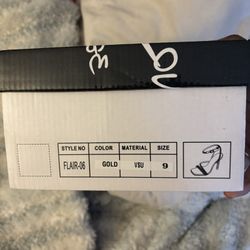 STYLE NO COLOR MATERIAL SIZE
FLAIR-06 GOLD VSU 9